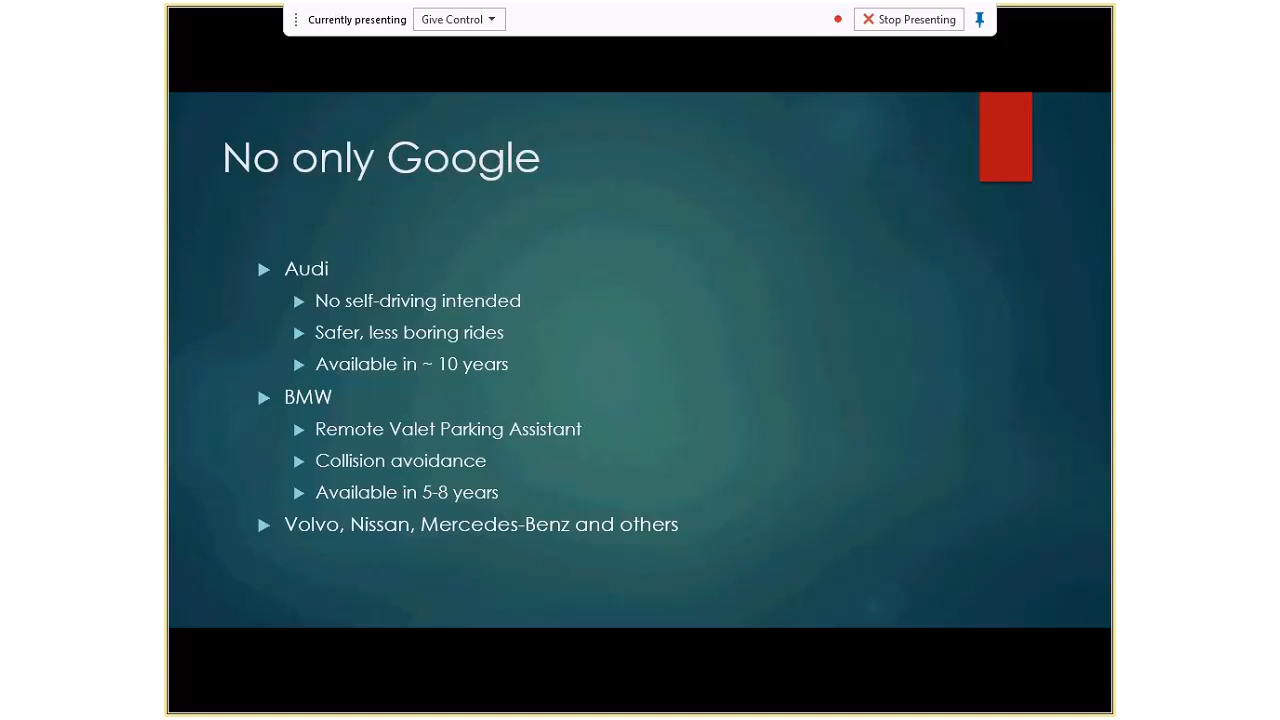 Currently presenting Give Control Stop Presenting
No only Google
Audi
No self-driving intended
Safer, less boring rides
Available in ~ 10 years
BMW
Remote Valet Parking Assistant
Collision avoidance
Available in 5-8 years
Volvo, Nissan, Mercedes-Benz and others